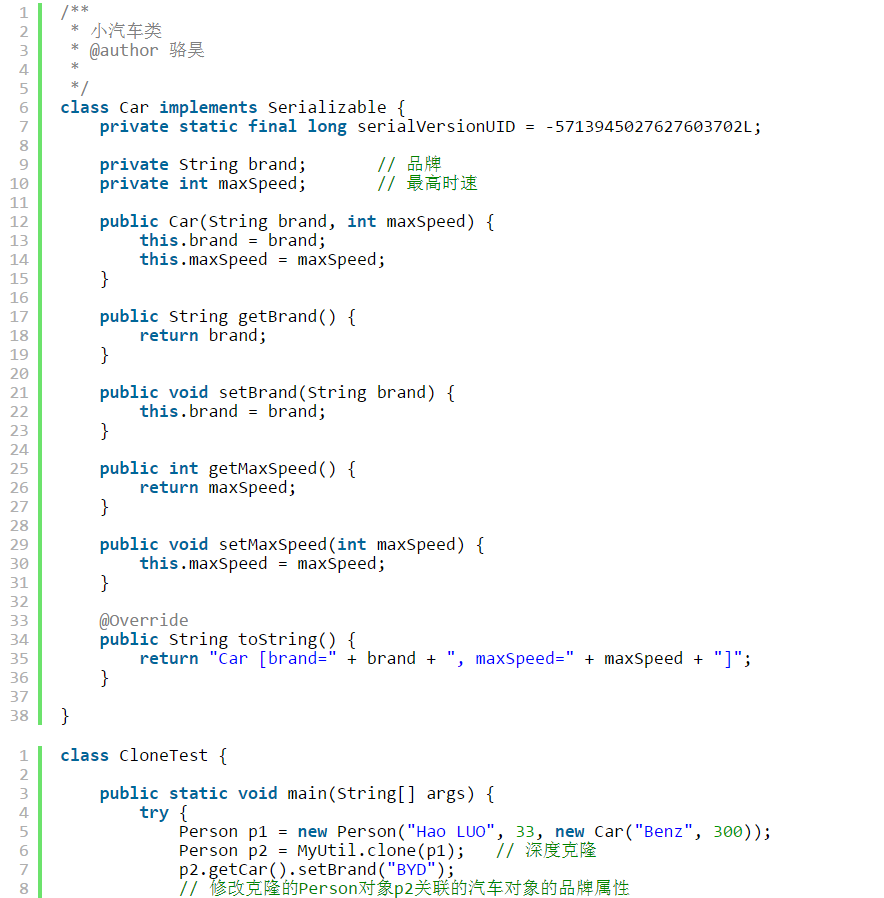 1 /**
2 * 小汽车类
3 * @author 骆昊
4 *
5 */
6 class Car implements Serializable {
7 private static final long serialVersionUID = -5713945027627603702L;
8
9 private String brand; // 品牌
10 private int maxSpeed; // 最高时速
11
12 public Car(String brand, int maxSpeed) {
13 this.brand = brand;
14 this.maxSpeed = maxSpeed;
15 }
16
17 public String getBrand() {
18 return brand;
19 }
20
21 public void setBrand(String brand) {
22 this.brand = brand;
23 }
24
25 public int getMaxSpeed() {
26 return maxSpeed;
27 }
28
29 public void setMaxSpeed(int maxSpeed) {
30 this.maxSpeed = maxSpeed;
31 }
32
33 @Override
34 public String toString() {
35 return "Car [brand=" + brand + ", maxSpeed=" + maxSpeed + "]";
36 }
37
38 }
1 class CloneTest {
2
3 public static void main(String[] args) {
4 try {
5 Person p1 = new Person("Hao LUO", 33, new Car("Benz", 300));
6 Person p2 = MyUtil.clone(p1); // 深度克隆
7 p2.getCar().setBrand("BYD");
8 // 修改克隆的Person对象p2关联的汽车对象的品牌属性